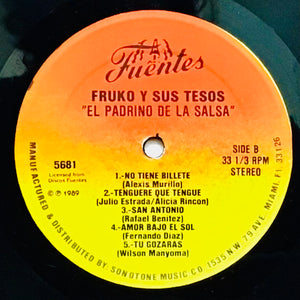 Fuentes
FRUKO Y SUS TESOS
"EL PADRINO DE LA SALSA"
5681
Licensed from
Discos Fuentes
℗ © 1989
SIDE B
33 1/3 RPM
STEREO
1.-NO TIENE BILLETE
(Alexis Murillo)
2.-TENGUERE QUE TENGUE
(Julio Estrada/Alicia Rincon)
3.-SAN ANTONIO
(Rafael Benitez)
4.-AMOR BAJO EL SOL
(Fernando Diaz)
5.-TU GOZARAS
(Wilson Manyoma)
MANUFACTURED & DISTRIBUTED BY SONOTONE MUSIC CO. 1535 N.W. 79 AVE. MIAMI, FL. 33126